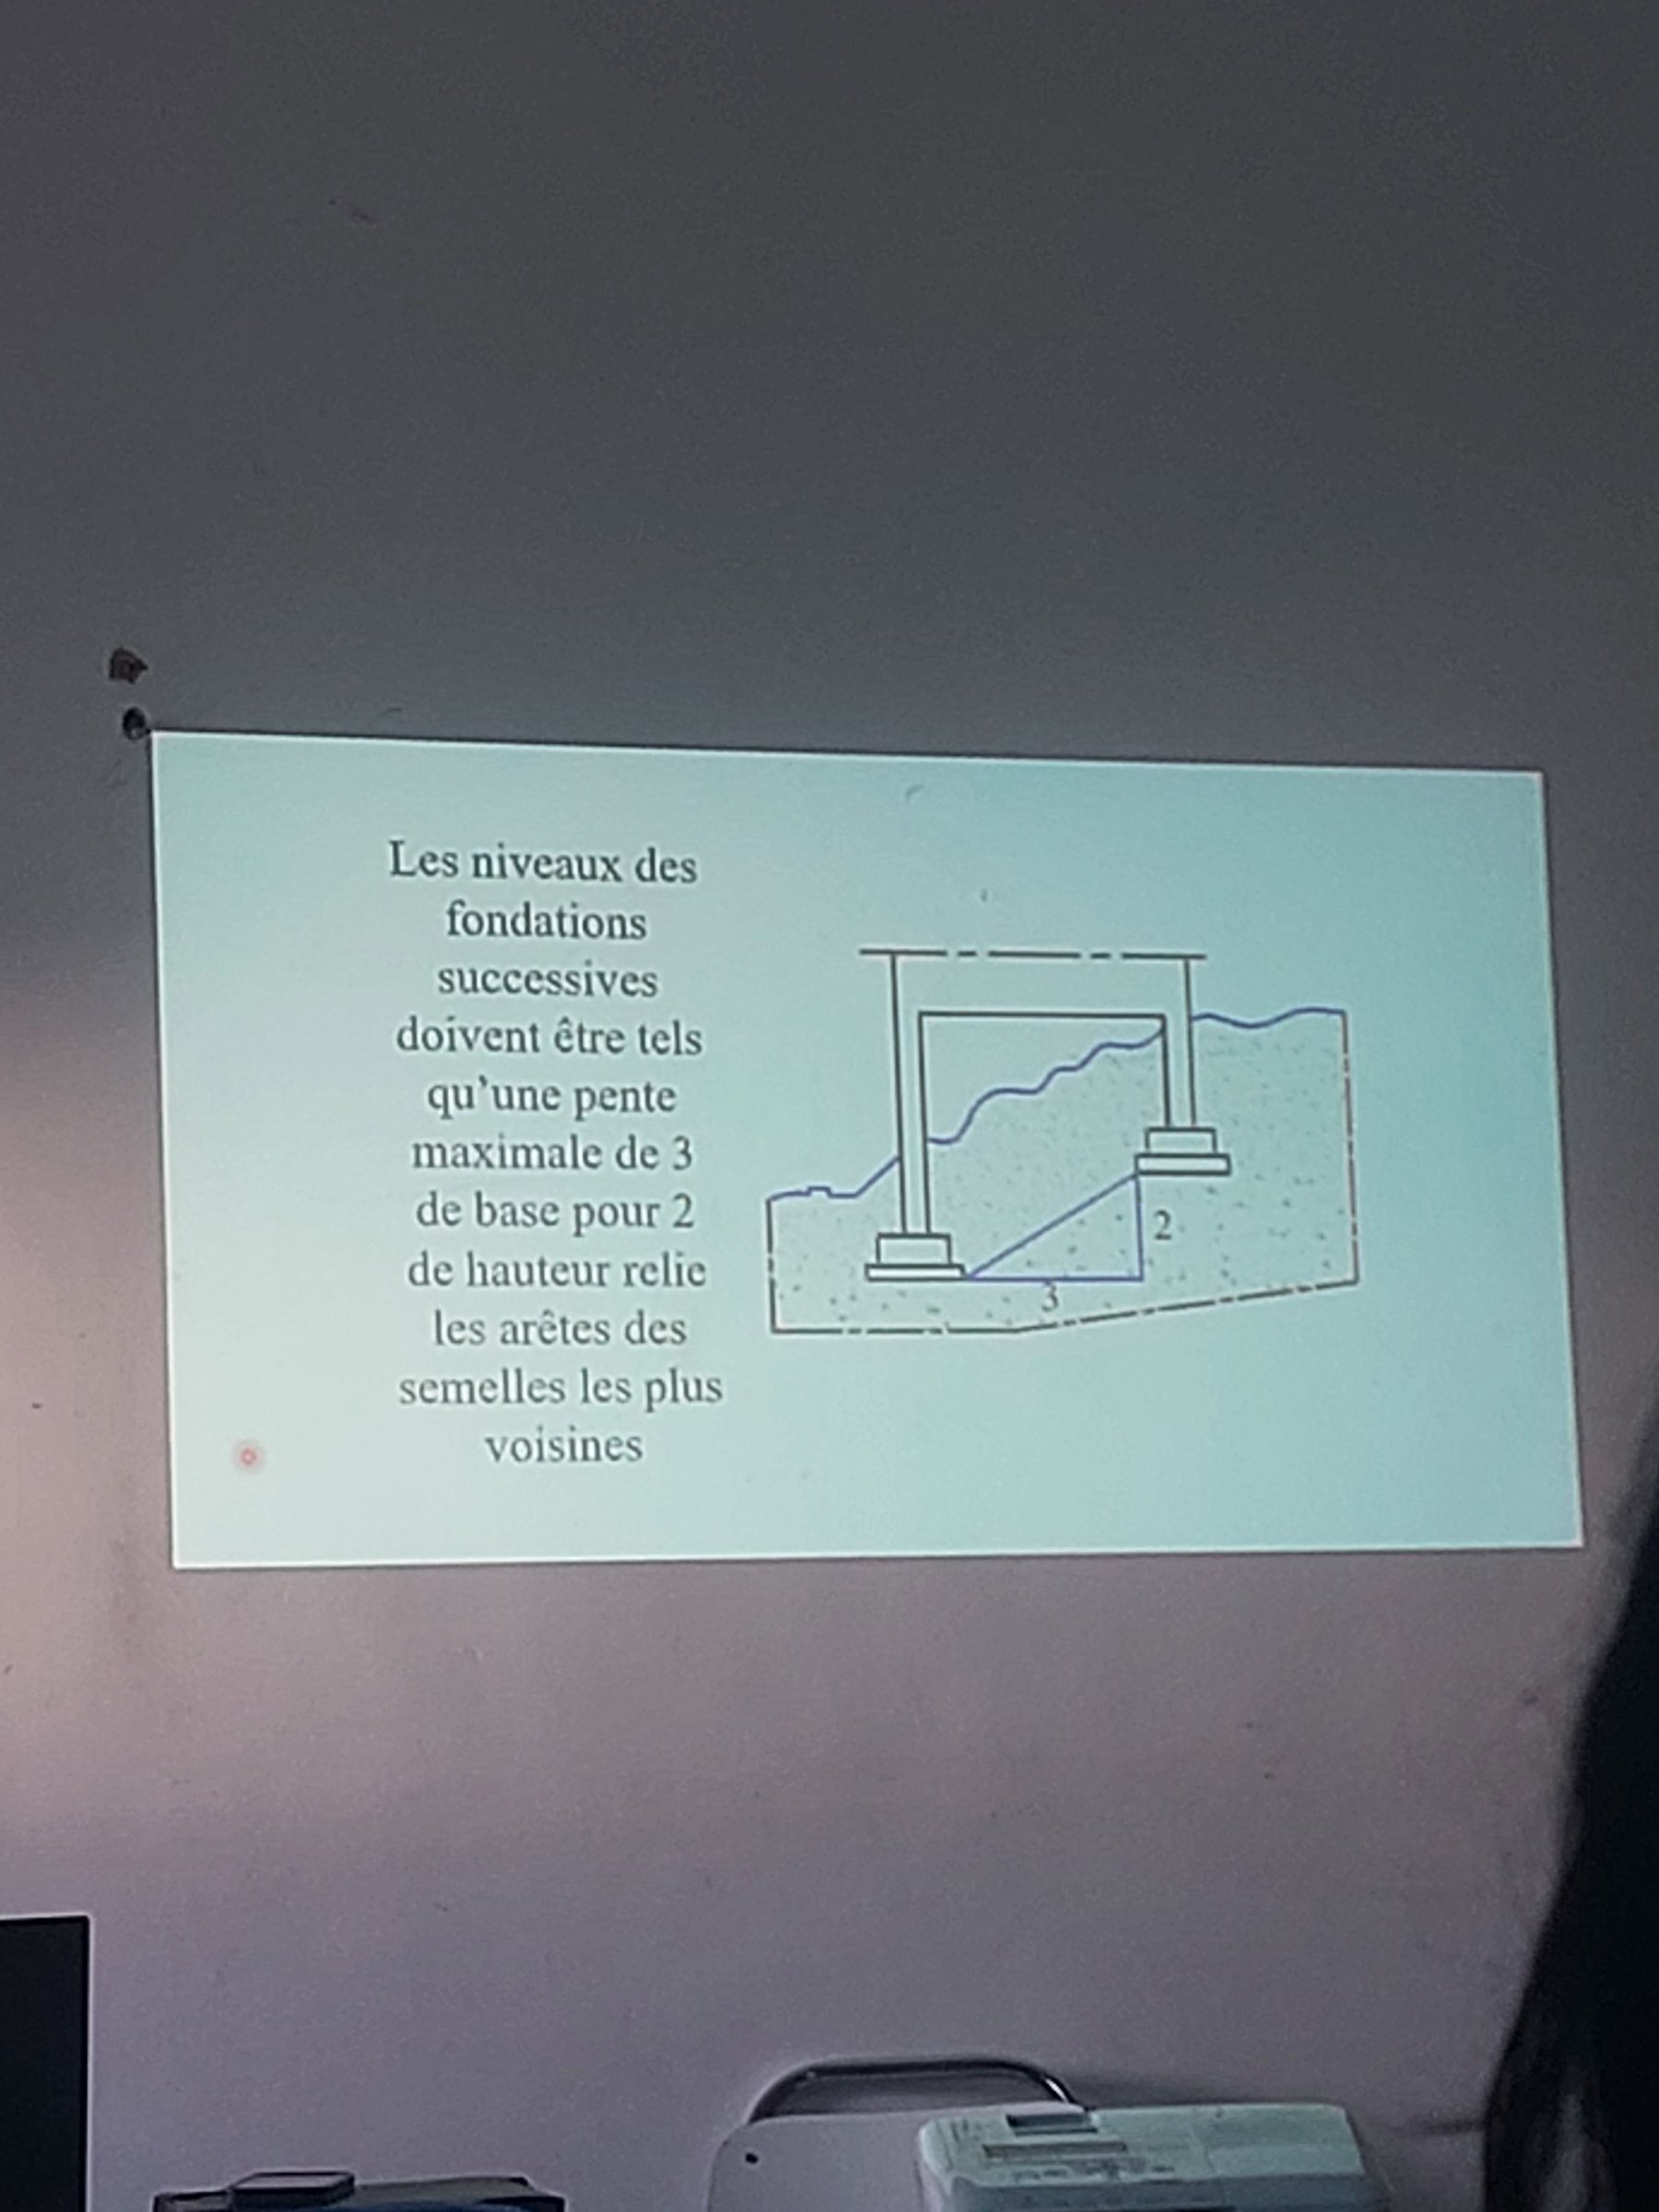 Les niveaux des
fondations
successives
doivent être tels
qu'une pente
maximale de 3
de base pour 2
de hauteur relie
les arêtes des
semelles les plus
voisines
2
3